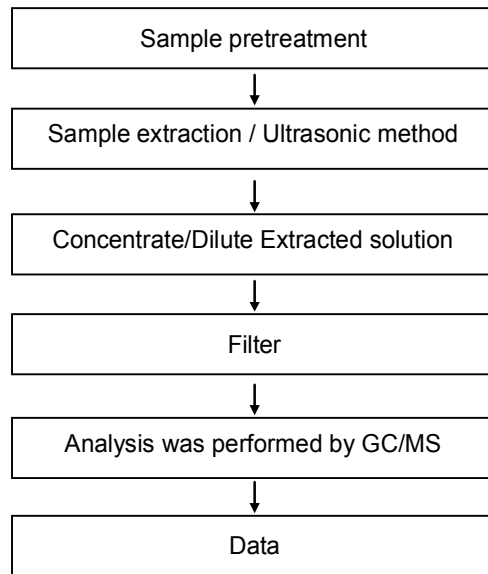 Sample pretreatment
Sample extraction / Ultrasonic method
Concentrate/Dilute Extracted solution
Filter
Analysis was performed by GC/MS
Data